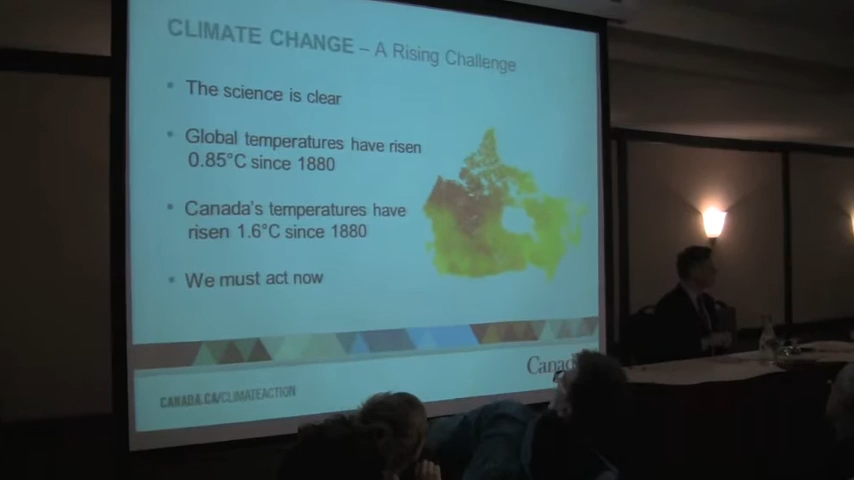 CLIMATE CHANGE – A Rising Challenge
▪ The science is clear
▪ Global temperatures have risen
0.85°C since 1880
▪ Canada's temperatures have
risen 1.6°C since 1880
▪ We must act now
Canada
CANADA.CA/CLIMATEACTION